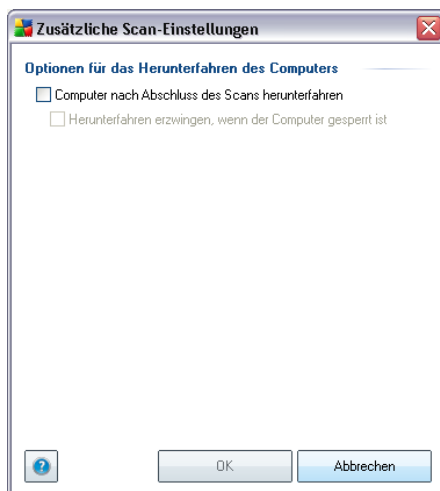 Zusätzliche Scan-Einstellungen
Optionen für das Herunterfahren des Computers
Computer nach Abschluss des Scans herunterfahren
Herunterfahren erzwingen, wenn der Computer gesperrt ist
?
OK
Abbrechen